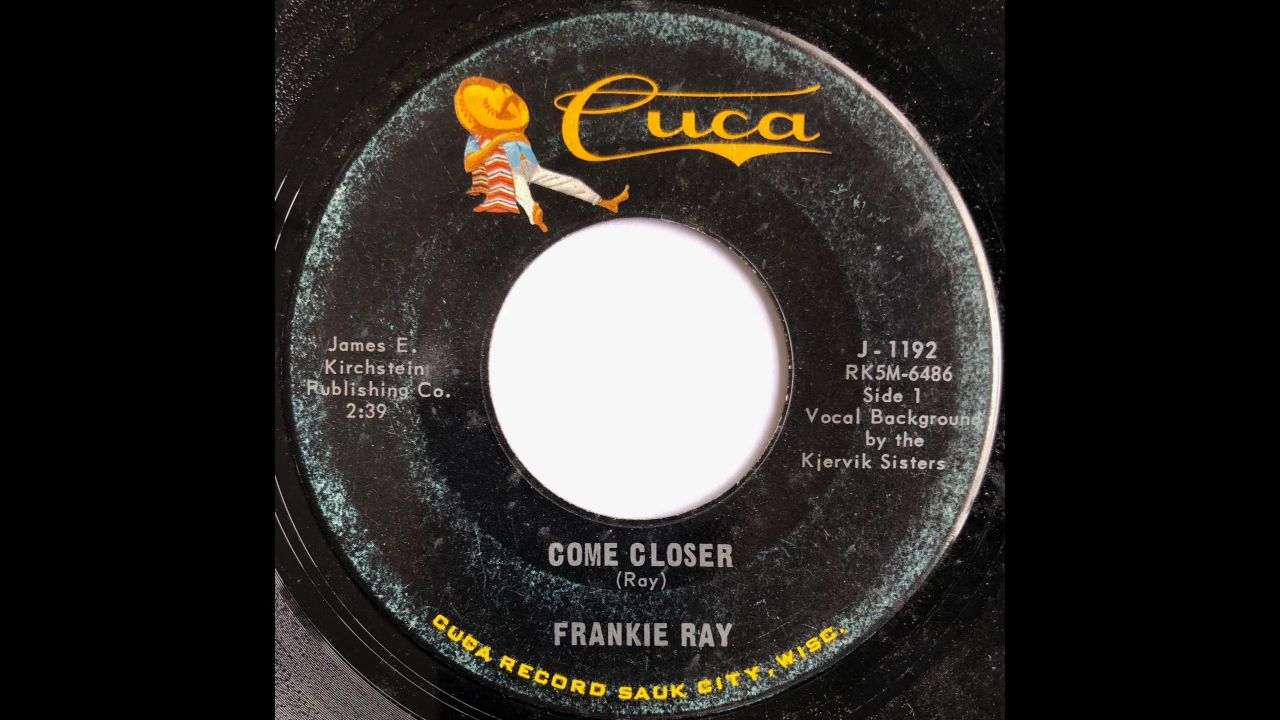 Cuca
James E.
Kirchstein
Publishing Co.
2:39
J-1192
RK5M-6486
Side 1
Vocal Background
by the
Kjervik Sisters
COME CLOSER
(Ray)
FRANKIE RAY
CUCA RECORD SAUK CITY, WISC.